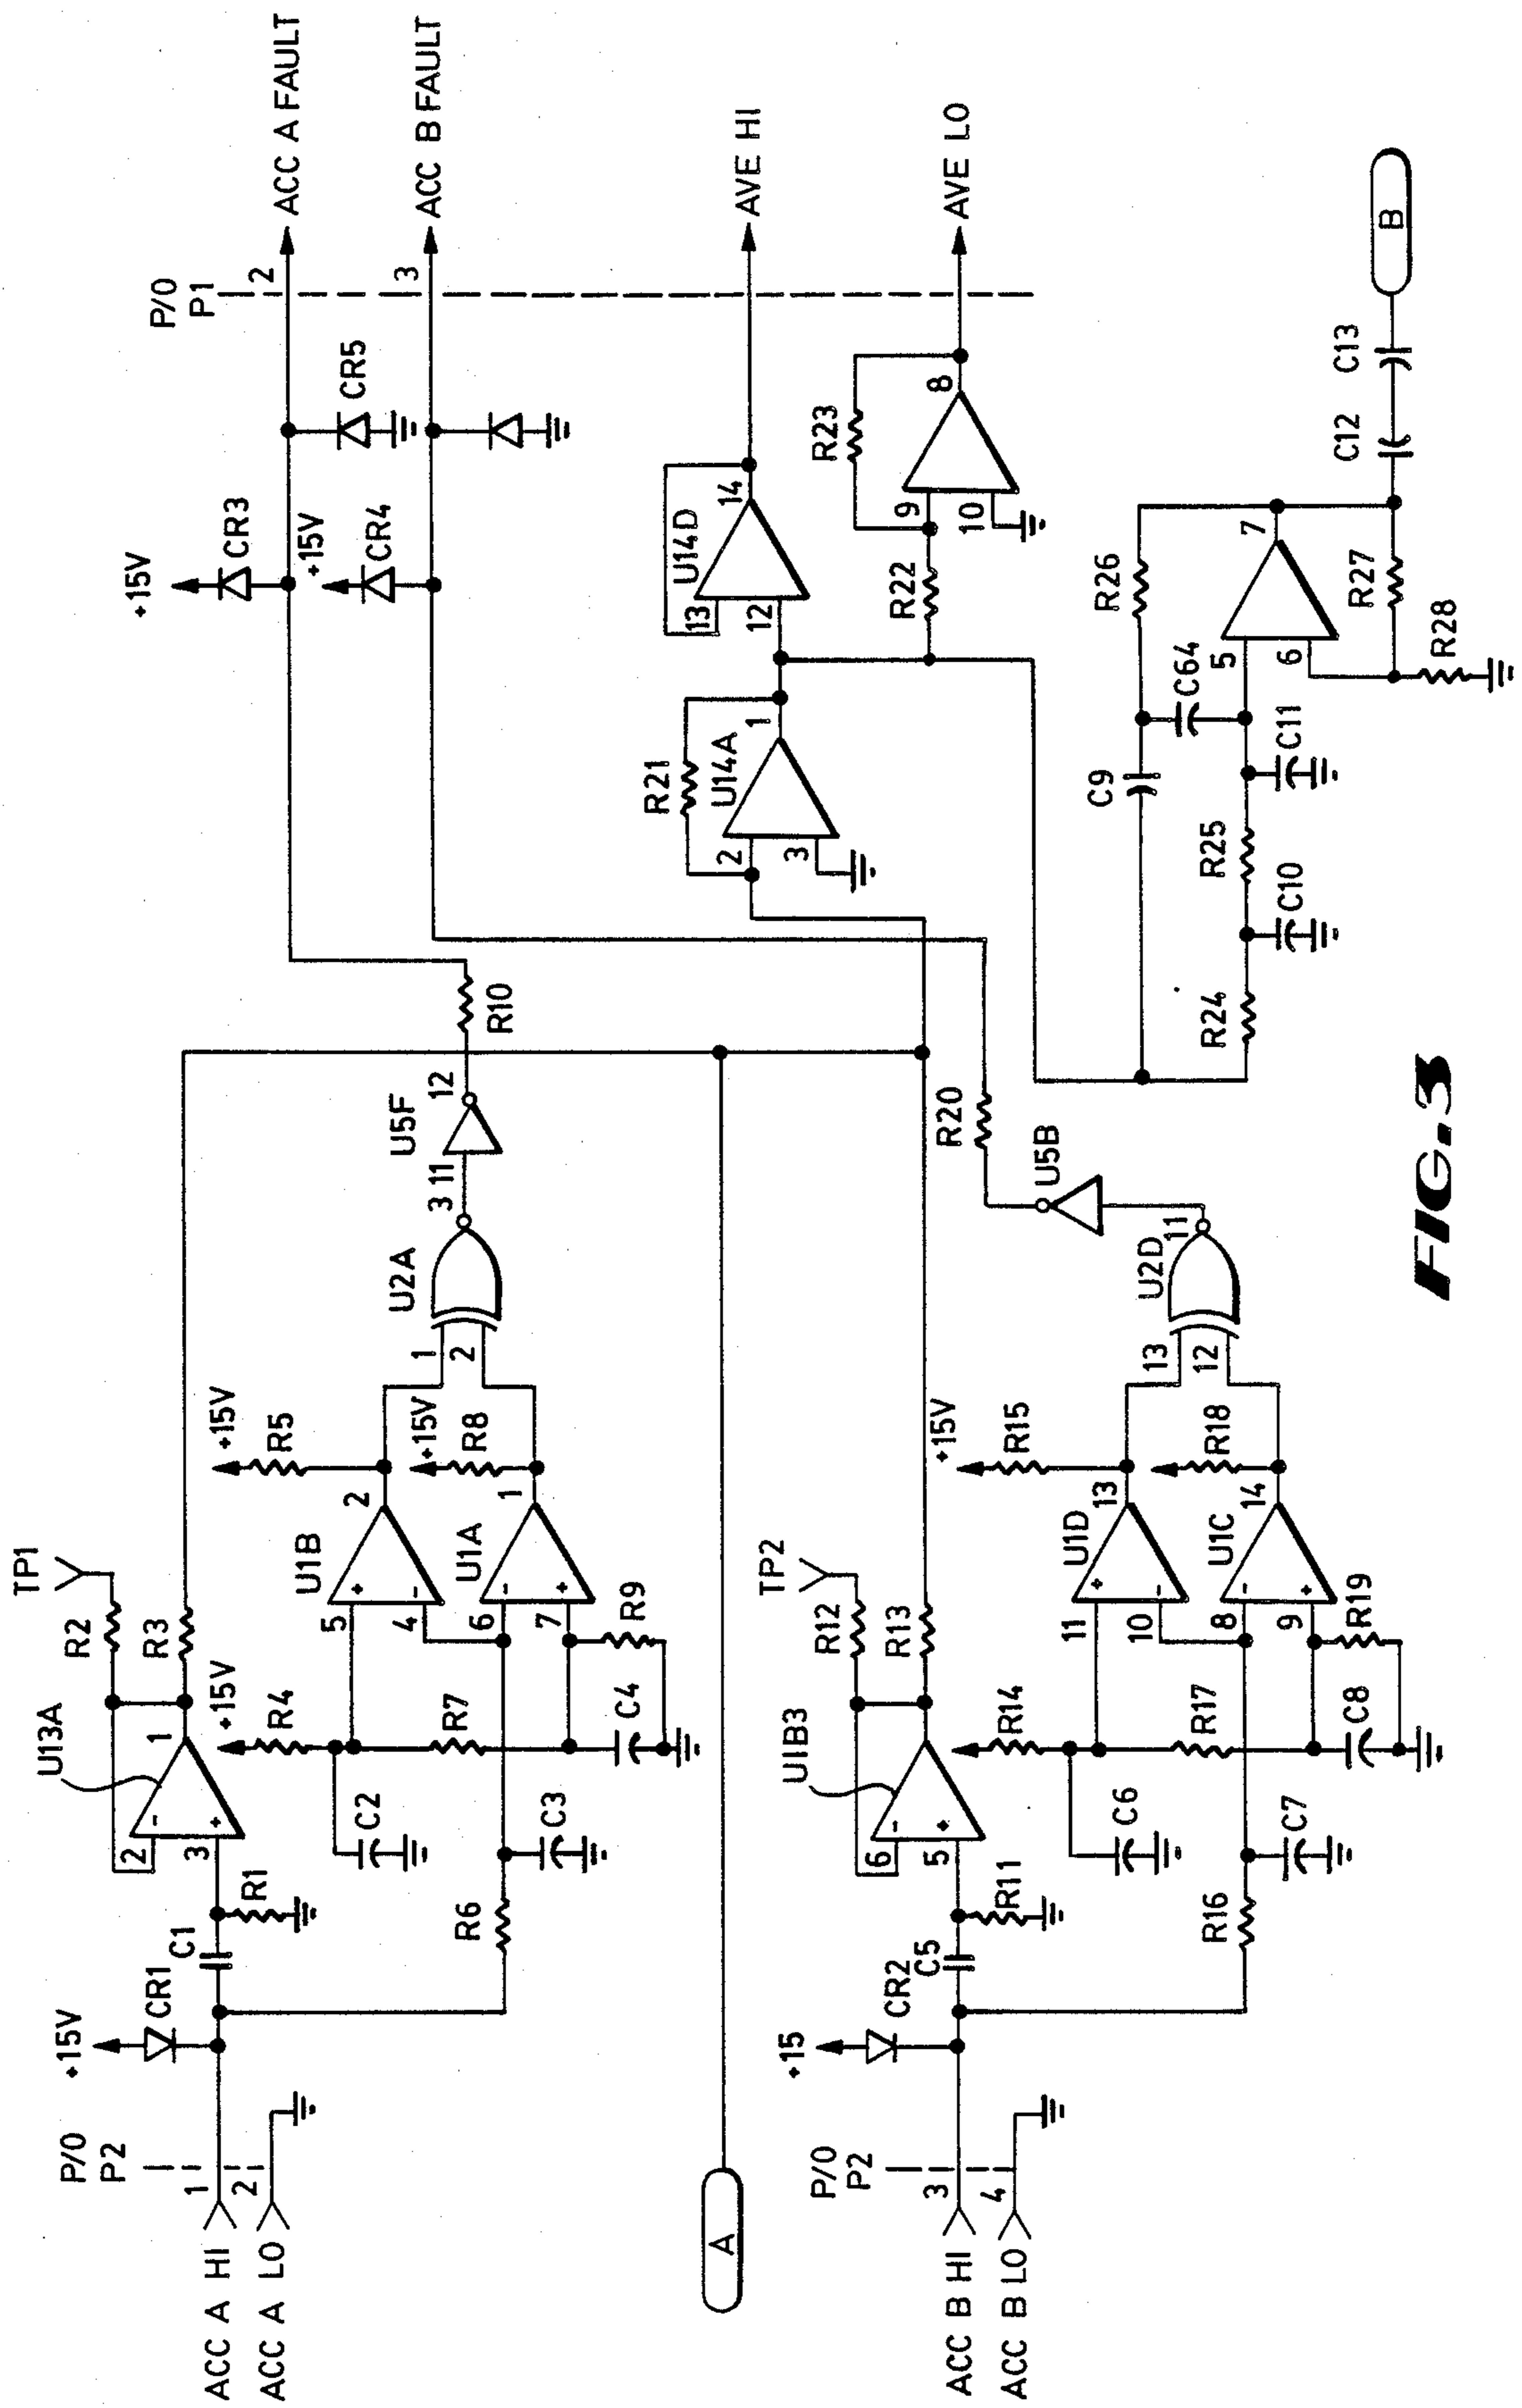 ACC A HI
ACC A LO
P/O
P2
1
2
+15V
CR1
C1
R1
2
3
-
+
U13A
1
R2
TP1
R3
R6
C2
C3
+15V
R4
R7
C4
R9
5
4
+
-
U1B
2
6
7
-
+
U1A
1
+15V
R5
+15V
R8
1
2
U2A
3
11
U5F
12
R10
+15V
CR3
+15V
CR4
CR5
P/O
P1
2
3
ACC A FAULT
ACC B FAULT
A
R21
2
3
U14A
1
U14D
13
12
14
AVE HI
R22
R23
9
10
8
AVE LO
ACC B HI
ACC B LO
P/O
P2
3
4
+15
CR2
C5
R11
6
5
-
+
U1B3
R12
TP2
R13
R16
C6
C7
R14
R17
C8
R19
11
10
+
-
U1D
13
8
9
-
+
U1C
14
+15V
R15
R18
13
12
U2D
11
U5B
R20
R24
C10
R25
C11
C9
C64
R26
5
6
7
R27
R28
C12
C13
B
FIG.3